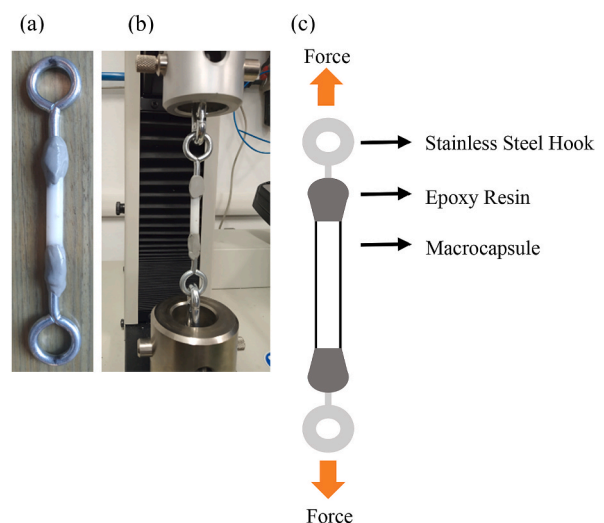 (a)
(b)
(c)
Force
Stainless Steel Hook
Epoxy Resin
Macrocapsule
Force